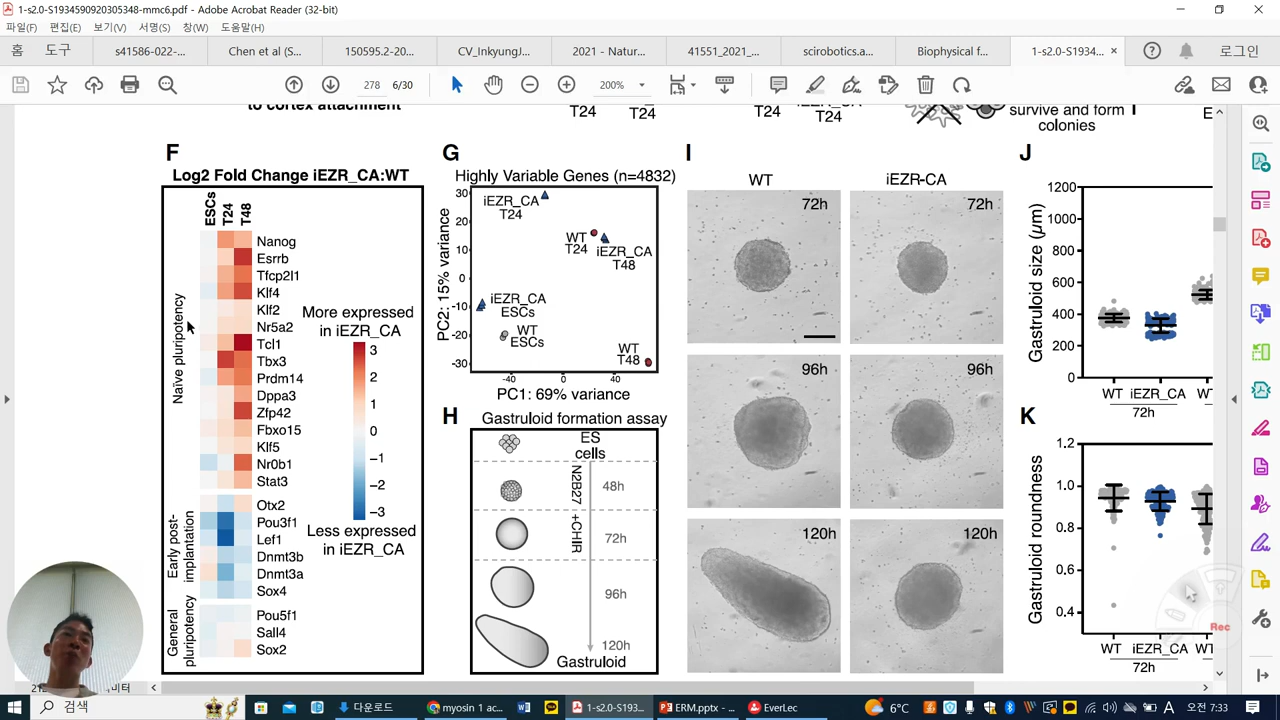 1-s2.0-S1934590920305348-mmc6.pdf - Adobe Acrobat Reader (32-bit)
파일(F) 편집(E) 보기(V) 서명(S) 창(W) 도움말(H)
홈 도구 s41586-022-... Chen et al (S... 150595.2-20... CV_InkyungJ... 2021 - Natur... 41551_2021_... scirobotics.a... Biophysical f... 1-s2.0-S1934... × 로그인
278 6/30 200%
to cortex attachment
T24 T24
T24 T24
survive and form
colonies
E
F
Log2 Fold Change iEZR_CA:WT
ESCs
T24
T48
Naïve pluripotency
Nanog
Esrrb
Tfcp2l1
Klf4
Klf2
Nr5a2
Tcl1
Tbx3
Prdm14
Dppa3
Zfp42
Fbxo15
Klf5
Nr0b1
Stat3
Early post-
implantation
Otx2
Pou3f1
Lef1
Dnmt3b
Dnmt3a
Sox4
General
pluripotency
Pou5f1
Sall4
Sox2
More expressed
in iEZR_CA
3
2
1
0
−1
−2
−3
Less expressed
in iEZR_CA
G
Highly Variable Genes (n=4832)
PC2: 15% variance
30
20
10
0
-10
-20
-30
iEZR_CA
T24
WT
T24
iEZR_CA
T48
iEZR_CA
ESCs
WT
ESCs
WT
T48
-40 0 40
PC1: 69% variance
H
Gastruloid formation assay
ES
cells
N2B27 +CHIR
48h
72h
96h
120h
Gastruloid
I
WT iEZR-CA
72h 72h
96h 96h
120h 120h
J
Gastruloid size (μm)
1200
1000
800
600
400
200
0
WT iEZR_CA
72h
K
Gastruloid roundness
1.2
1.0
0.8
0.6
0.4
WT iEZR_CA WT
72h
Rec
검색 다운로드 myosin 1 ac... 1-s2.0-S193... ERM.pptx - ... EverLec 6°C 오전 7:33